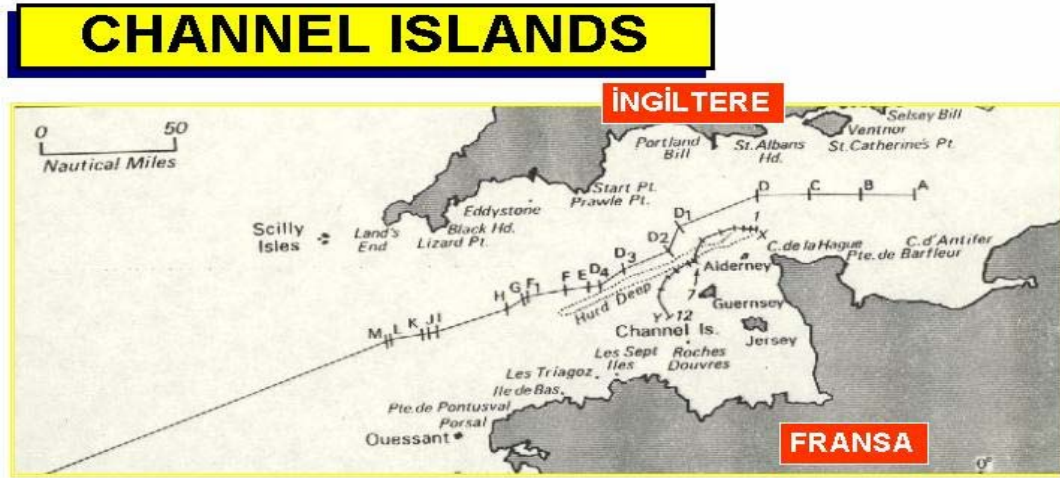 CHANNEL ISLANDS
İNGİLTERE
0 50
Nautical Miles
Selsey Bill
Ventnor
St. Catherine's Pt.
Portland
Bill
St. Albans
Hd.
Start Pt.
Prawle Pt.
Eddystone
Black Hd.
Lizard Pt.
Land's
End
Scilly
Isles
D C B A
D1
D2
D3
1
X
C. de la Hague
C. d'Antifer
Pte. de Barfleur
Alderney
H G F1 F E D4
Hurd Deep
7
Guernsey
Y 12
Channel Is.
Jersey
M L K J I
Les Sept
Iles
Roches
Douvres
Les Triagoz
Ile de Bas
Pte. de Pontusval
Porsal
Ouessant
FRANSA
0°